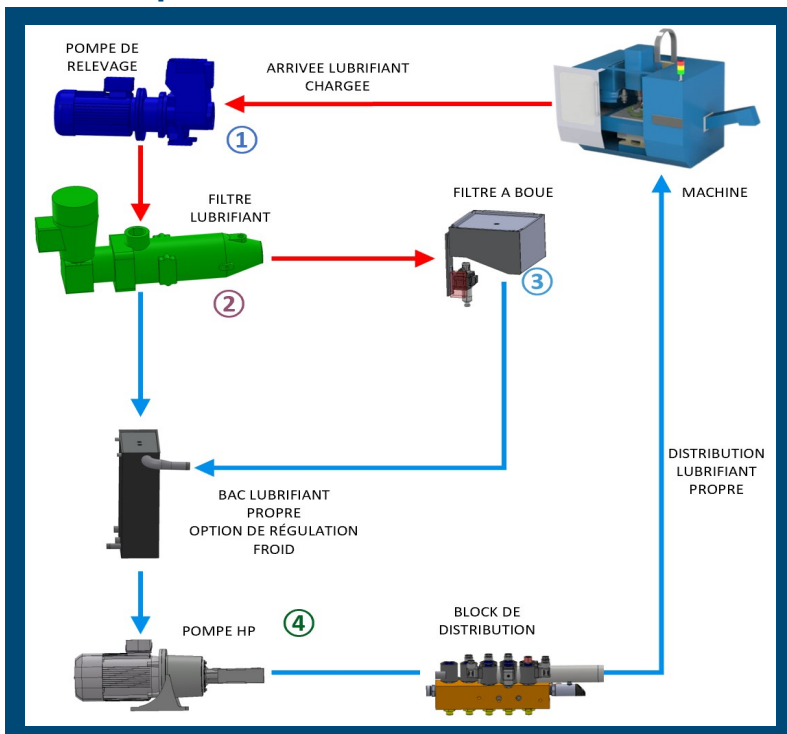 POMPE DE
RELEVAGE
ARRIVEE LUBRIFIANT
CHARGEE
①
FILTRE
LUBRIFIANT
FILTRE A BOUE
MACHINE
②
③
DISTRIBUTION
LUBRIFIANT
PROPRE
BAC LUBRIFIANT
PROPRE
OPTION DE RÉGULATION
FROID
④
POMPE HP
BLOCK DE
DISTRIBUTION